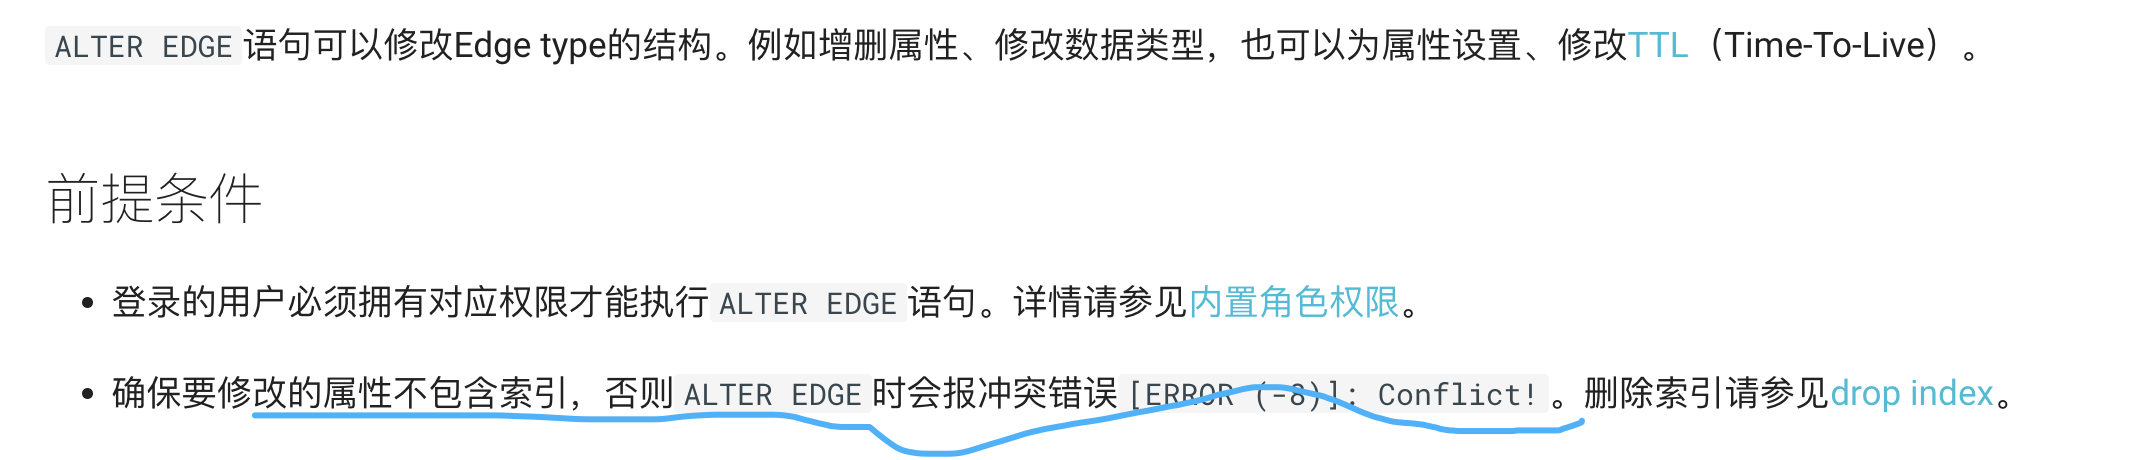 ALTER EDGE语句可以修改Edge type的结构。例如增删属性、修改数据类型，也可以为属性设置、修改TTL（Time-To-Live）。
前提条件
• 登录的用户必须拥有对应权限才能执行ALTER EDGE语句。详情请参见内置角色权限。
• 确保要修改的属性不包含索引，否则ALTER EDGE时会报冲突错误[ERROR (-8)]: Conflict!。删除索引请参见drop index。